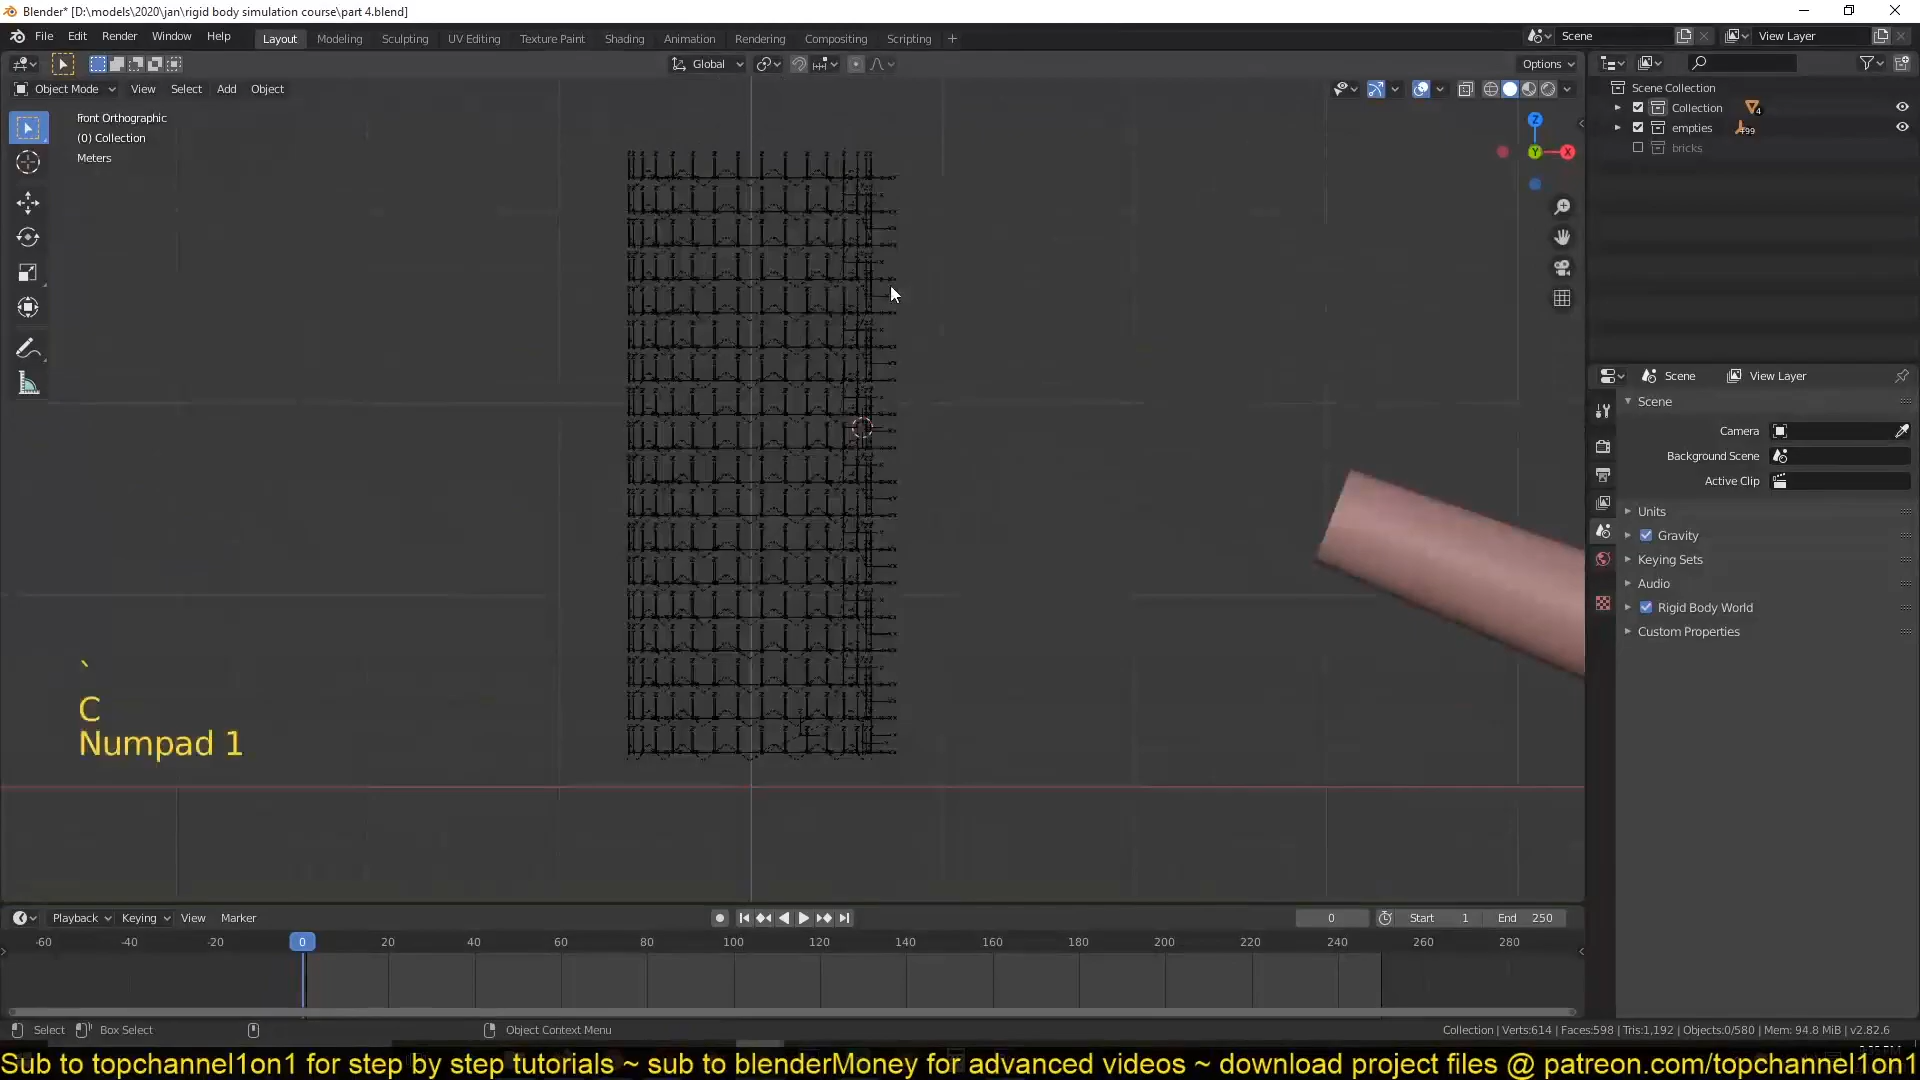 Blender* [D:\models\2020\jan\rigid body simulation course\part 4.blend]
File Edit Render Window Help
Layout Modeling Sculpting UV Editing Texture Paint Shading Animation Rendering Compositing Scripting
Scene
View Layer
Global
Options
Object Mode View Select Add Object
Front Orthographic
(0) Collection
Meters
Z
Y
X
Scene Collection
Collection 4
empties
bricks
Scene View Layer
Scene
Camera
Background Scene
Active Clip
Units
Gravity
Keying Sets
Audio
Rigid Body World
Custom Properties
`
C
Numpad 1
Playback Keying View Marker
0 Start 1 End 250
-60 -40 -20 0 20 40 60 80 100 120 140 160 180 200 220 240 260 280
Select Box Select Object Context Menu
Collection | Verts:614 | Faces:598 | Tris:1,192 | Objects:0/580 | Mem: 94.8 MiB | v2.82.6
Sub to topchannel1on1 for step by step tutorials ~ sub to blenderMoney for advanced videos ~ download project files @ patreon.com/topchannel1on1